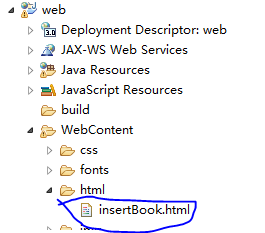 web
Deployment Descriptor: web
JAX-WS Web Services
Java Resources
JavaScript Resources
build
WebContent
css
fonts
html
insertBook.html